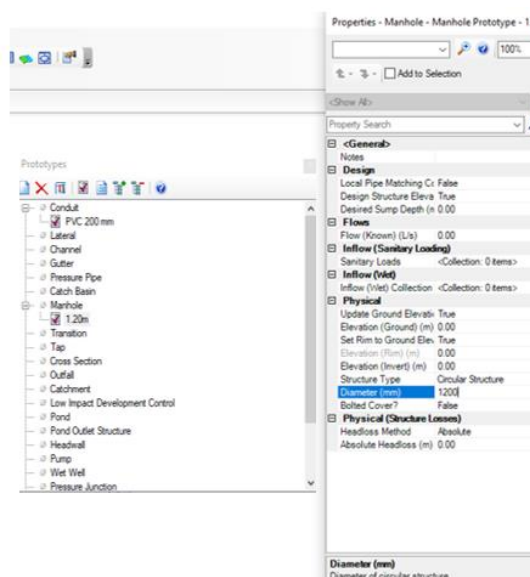 Properties - Manhole - Manhole Prototype - 1
100%
Add to Selection
<Show All>
Property Search
Prototypes
Conduit
PVC 200 mm
Lateral
Channel
Gutter
Pressure Pipe
Catch Basin
Manhole
1.20m
Transition
Tap
Cross Section
Outfall
Catchment
Low Impact Development Control
Pond
Pond Outlet Structure
Headwall
Pump
Wet Well
Pressure Junction
<General>
Notes
Design
Local Pipe Matching Co False
Design Structure Eleva True
Desired Sump Depth (n 0.00
Flows
Flow (Known) (L/s) 0.00
Inflow (Sanitary Loading)
Sanitary Loads <Collection: 0 items>
Inflow (Wet)
Inflow (Wet) Collection <Collection: 0 items>
Physical
Update Ground Elevati True
Elevation (Ground) (m) 0.00
Set Rim to Ground Elev True
Elevation (Rim) (m) 0.00
Elevation (Invert) (m) 0.00
Structure Type Circular Structure
Diameter (mm) 1200
Bolted Cover? False
Physical (Structure Losses)
Headloss Method Absolute
Absolute Headloss (m) 0.00
Diameter (mm)
Diameter of circular structure